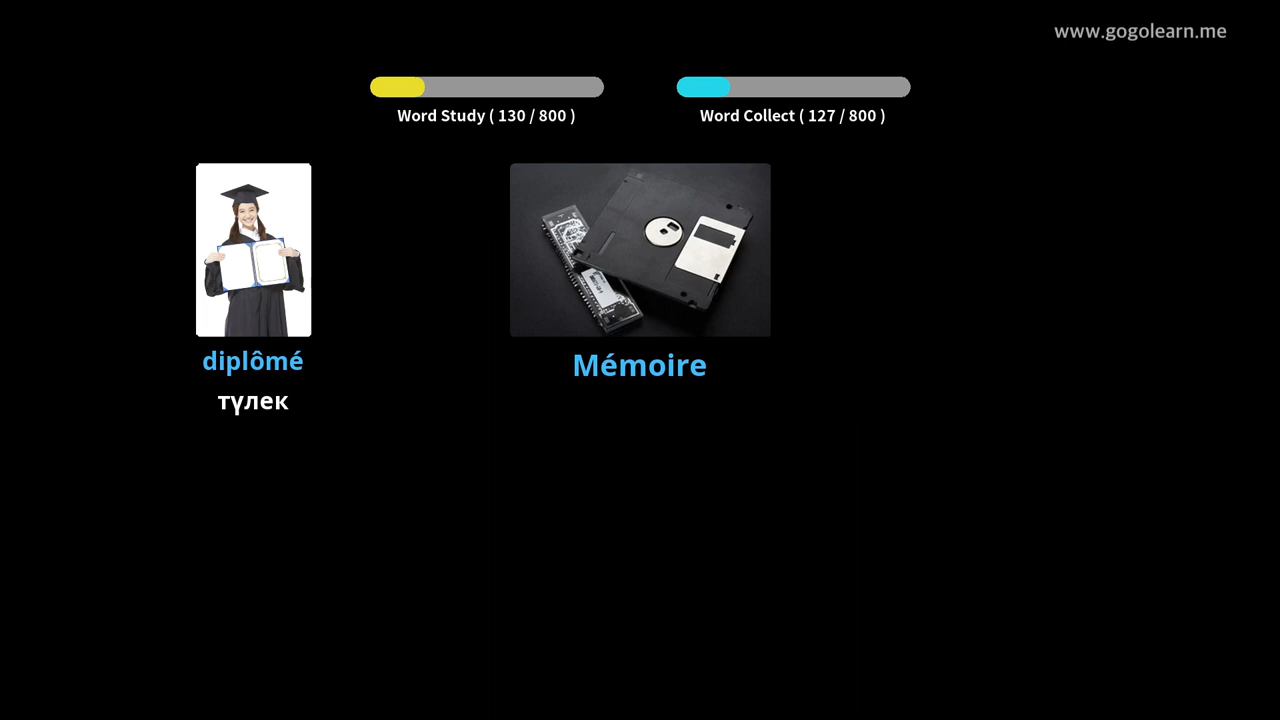 www.gogolearn.me
Word Study ( 130 / 800 )
Word Collect ( 127 / 800 )
diplômé
түлек
Mémoire